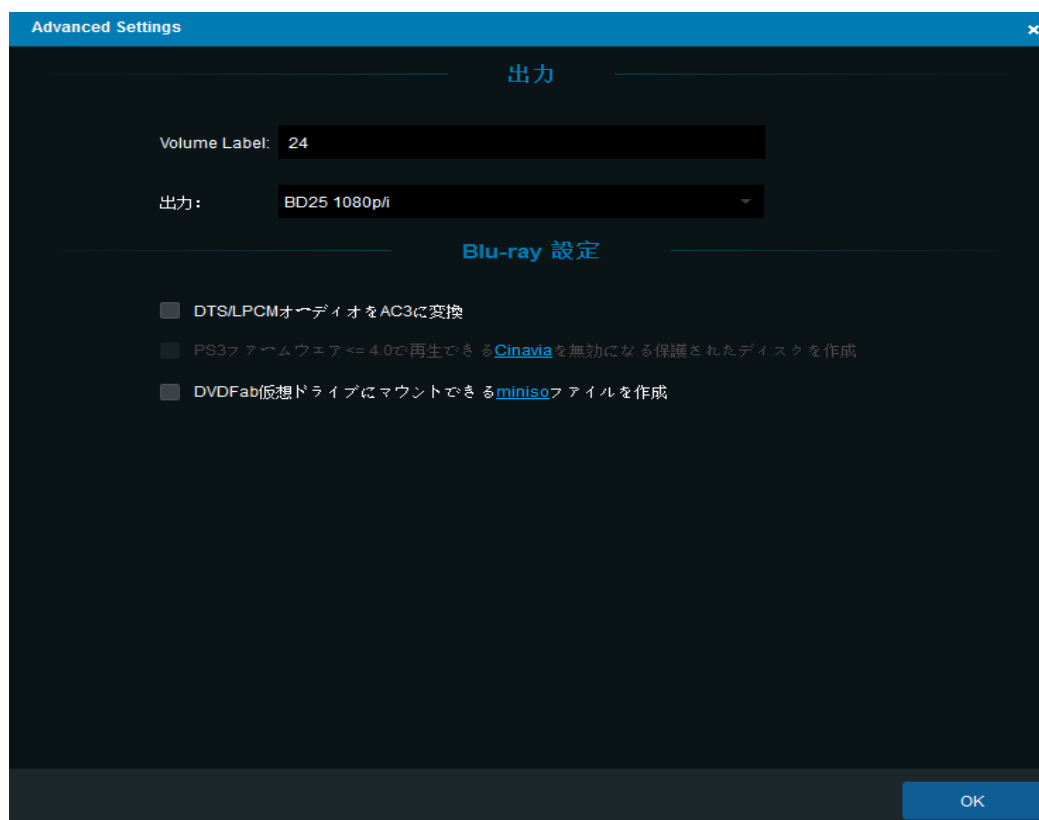 Advanced Settings
出力
Volume Label: 24
出力： BD25 1080p/i
Blu-ray 設定
DTS/LPCMオーディオをAC3に変換
PS3ファームウェア<= 4.0で再生できるCinaviaを無効になる保護されたディスクを作成
DVDFab仮想ドライブにマウントできるminisoファイルを作成
OK